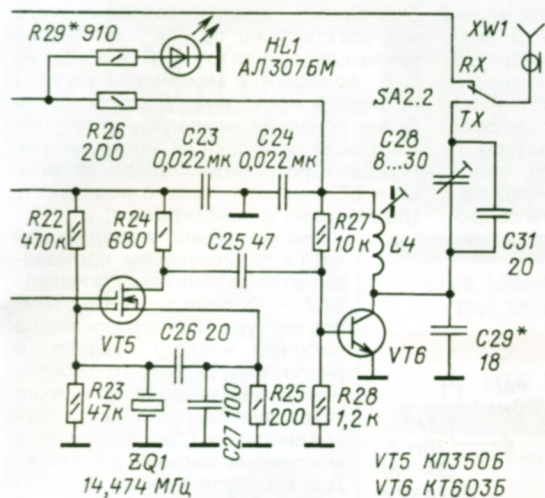 R29* 910
HL1
АЛ307БМ
XW1
RX
SA2.2
TX
R26
200
C23
0,022мк
C24
0,022мк
C28
8...30
R22
470к
R24
680
C25 47
R27
10к
L4
C31
20
VT5
C26 20
VT6
C29*
18
R23
47к
C27 100
R25
200
R28
1,2к
ZQ1
14,474 МГц
VT5 КП350Б
VT6 КТ603Б